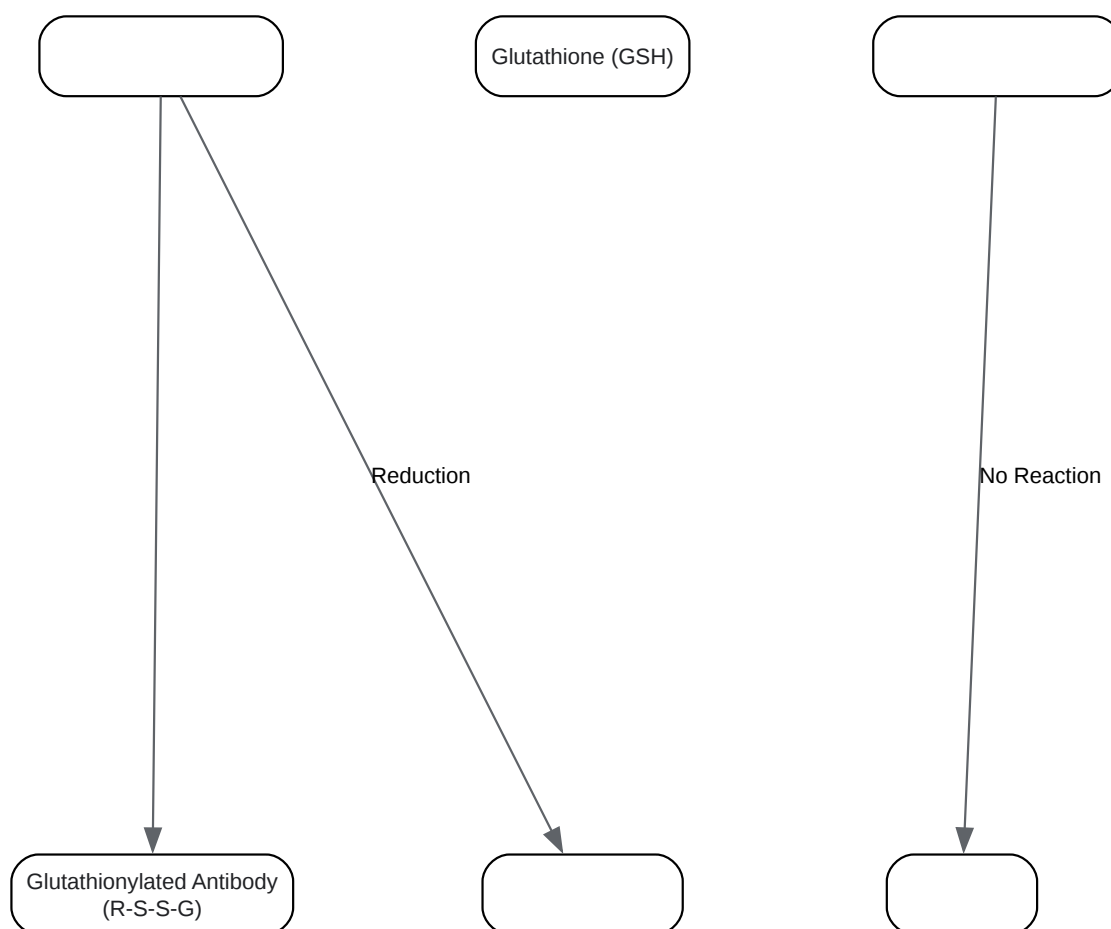 Glutathione (GSH)
Reduction
No Reaction
Glutathionylated Antibody
(R-S-S-G)